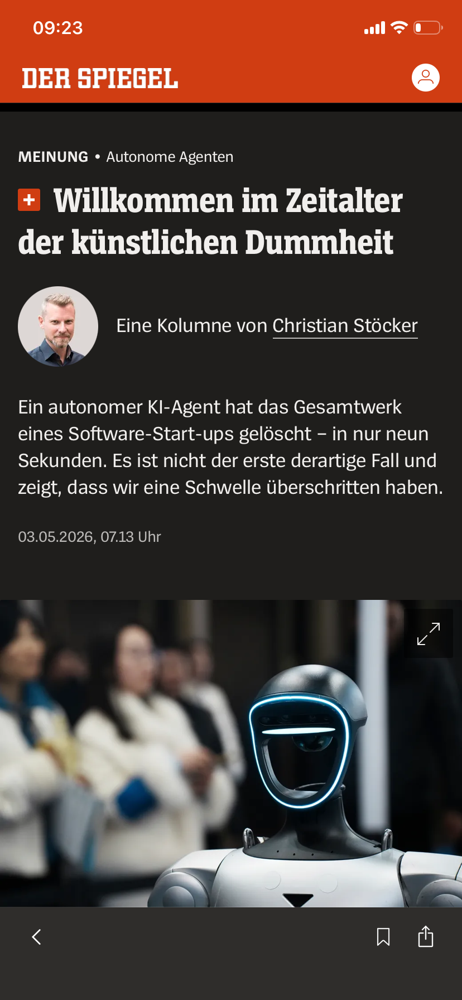 09:23
DER SPIEGEL
MEINUNG • Autonome Agenten
+ Willkommen im Zeitalter
der künstlichen Dummheit
Eine Kolumne von Christian Stöcker
Ein autonomer KI-Agent hat das Gesamtwerk
eines Software-Start-ups gelöscht – in nur neun
Sekunden. Es ist nicht der erste derartige Fall und
zeigt, dass wir eine Schwelle überschritten haben.
03.05.2026, 07.13 Uhr